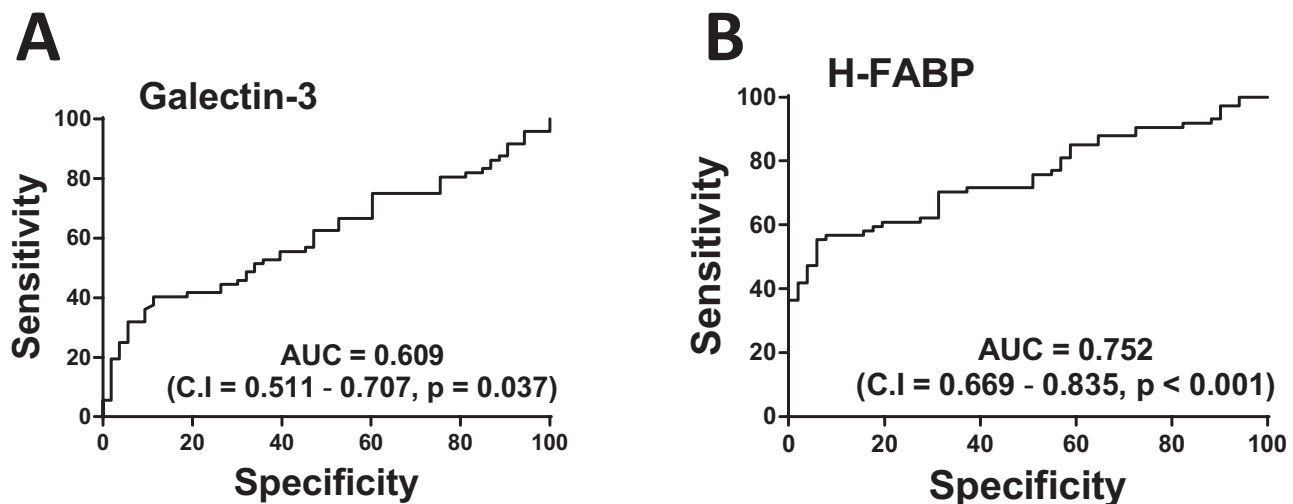 A
Galectin-3
100
80
60
40
20
0
Sensitivity
AUC = 0.609
(C.I = 0.511 - 0.707, p = 0.037)
0 20 40 60 80 100
Specificity
B
H-FABP
100
80
60
40
20
0
Sensitivity
AUC = 0.752
(C.I = 0.669 - 0.835, p < 0.001)
0 20 40 60 80 100
Specificity